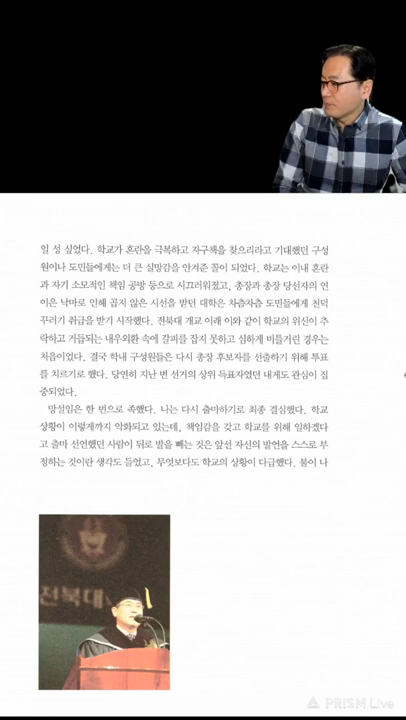 일 성 싶었다. 학교가 혼란을 극복하고 자구책을 찾으리라고 기대했던 구성
원이나 도민들에게는 더 큰 실망감을 안겨준 꼴이 되었다. 학교는 이내 혼란
과 자기 소모적인 책임 공방 등으로 시끄러워졌고, 총장과 총장 당선자의 연
이은 낙마로 인해 곱지 않은 시선을 받던 대학은 차츰차츰 도민들에게 천덕
꾸러기 취급을 받기 시작했다. 전북대 개교 이래 이와 같이 학교의 위신이 추
락하고 거듭되는 내우외환 속에 갈피를 잡지 못하고 심하게 비틀거린 경우는
처음이었다. 결국 학내 구성원들은 다시 총장 후보자를 선출하기 위해 투표
를 치르기로 했다. 당연히 지난 번 선거의 상위 득표자였던 내게도 관심이 집
중되었다.
망설임은 한 번으로 족했다. 나는 다시 출마하기로 최종 결심했다. 학교
상황이 이렇게까지 악화되고 있는데, 책임감을 갖고 학교를 위해 일하겠다
고 출마 선언했던 사람이 뒤로 발을 빼는 것은 앞선 자신의 발언을 스스로 부
정하는 것이란 생각도 들었고, 무엇보다도 학교의 상황이 다급했다. 불이 나
전북대
PRISM Live